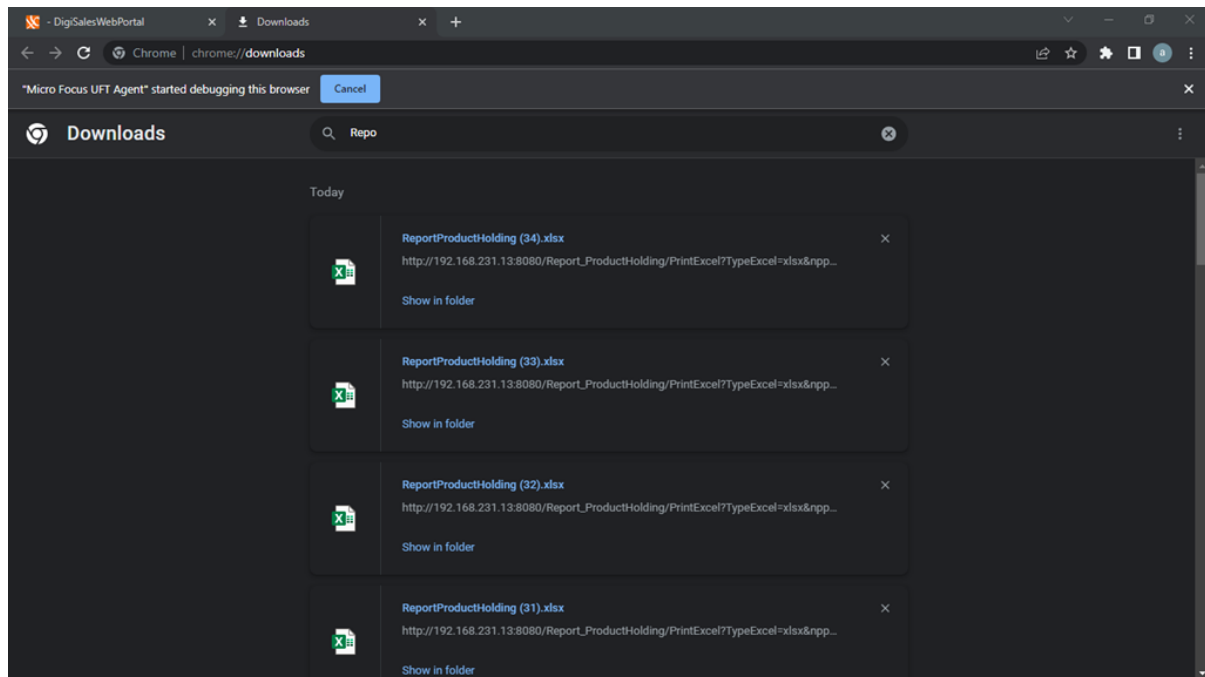 - DigiSalesWebPortal
Downloads
Chrome | chrome://downloads
a
"Micro Focus UFT Agent" started debugging this browser
Cancel
Downloads
Repo
Today
ReportProductHolding (34).xlsx
http://192.168.231.13:8080/Report_ProductHolding/PrintExcel?TypeExcel=xlsx&npp...
Show in folder
ReportProductHolding (33).xlsx
http://192.168.231.13:8080/Report_ProductHolding/PrintExcel?TypeExcel=xlsx&npp...
Show in folder
ReportProductHolding (32).xlsx
http://192.168.231.13:8080/Report_ProductHolding/PrintExcel?TypeExcel=xlsx&npp...
Show in folder
ReportProductHolding (31).xlsx
http://192.168.231.13:8080/Report_ProductHolding/PrintExcel?TypeExcel=xlsx&npp...
Show in folder